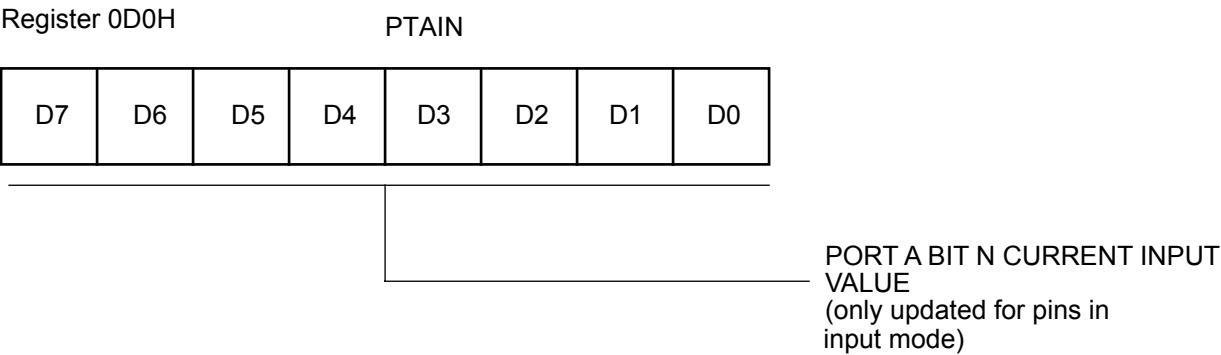 Register 0D0H
PTAIN
D7 D6 D5 D4 D3 D2 D1 D0
PORT A BIT N CURRENT INPUT
VALUE
(only updated for pins in
input mode)